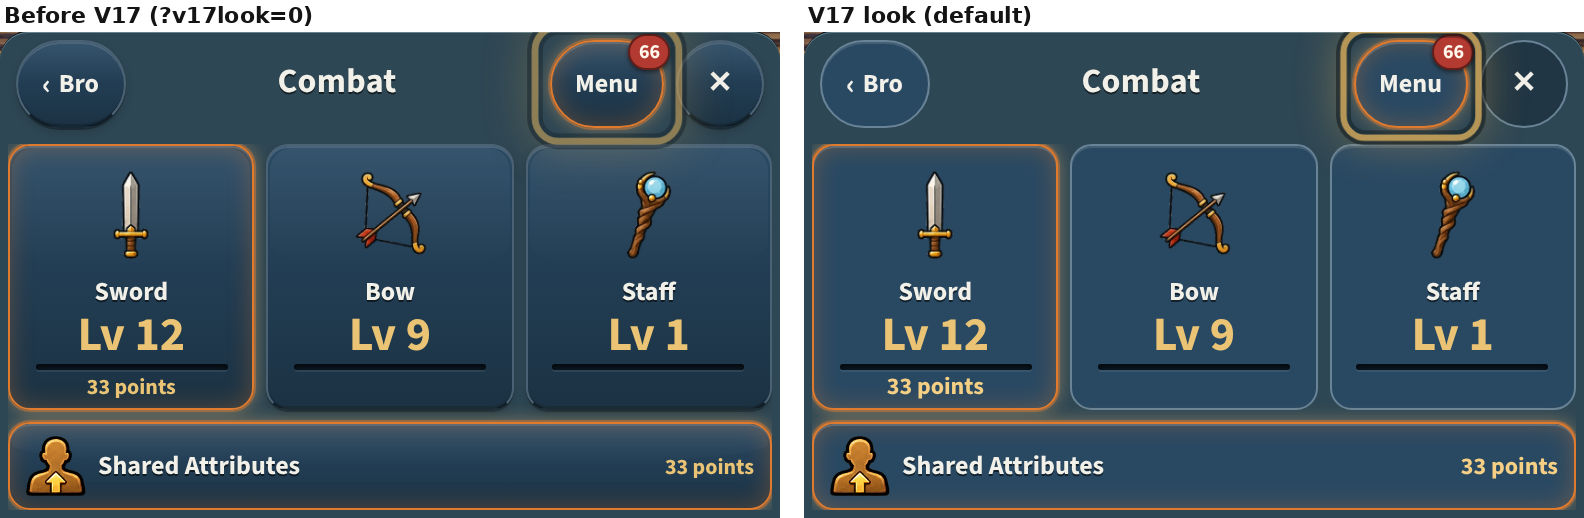 Before V17 (?v17look=0)
‹ Bro
Combat
Menu
66
✕
Sword
Lv 12
33 points
Bow
Lv 9
Staff
Lv 1
Shared Attributes
33 points
V17 look (default)
‹ Bro
Combat
Menu
66
✕
Sword
Lv 12
33 points
Bow
Lv 9
Staff
Lv 1
Shared Attributes
33 points